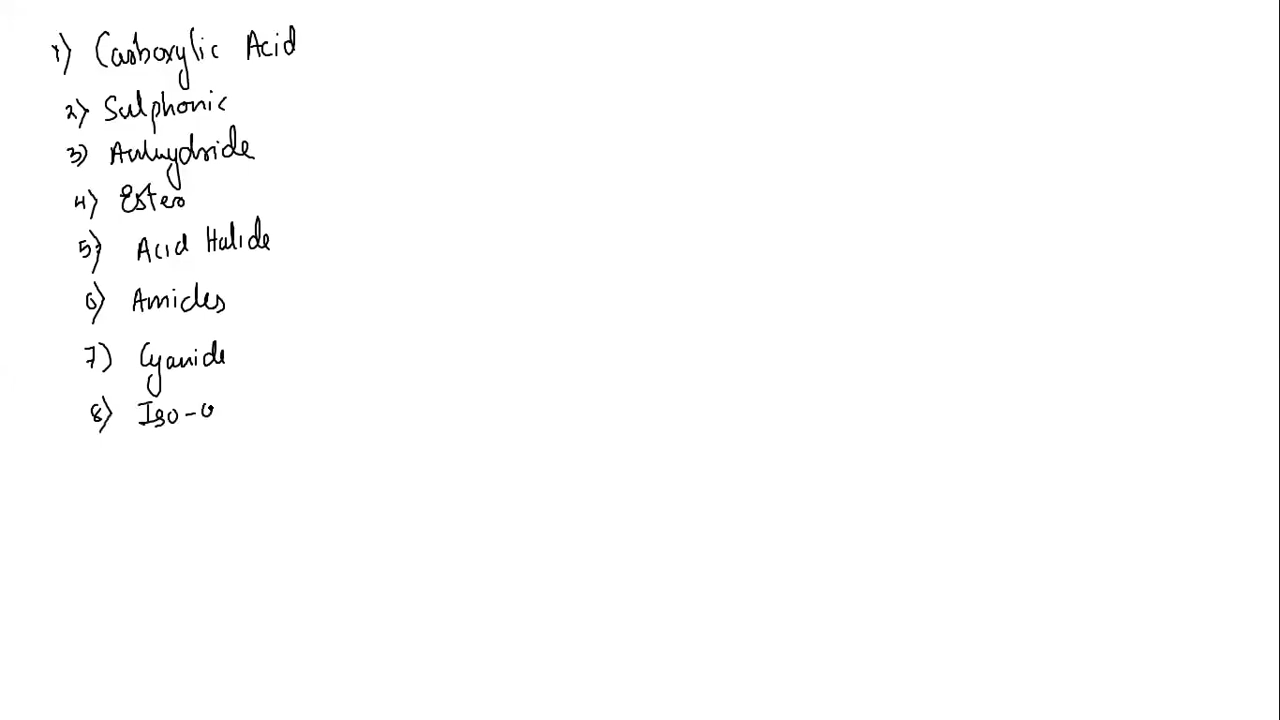 1) Carboxylic Acid
2) Sulphonic
3) Anhydride
4) Ester
5) Acid Halide
6) Amides
7) Cyanide
8) Iso-